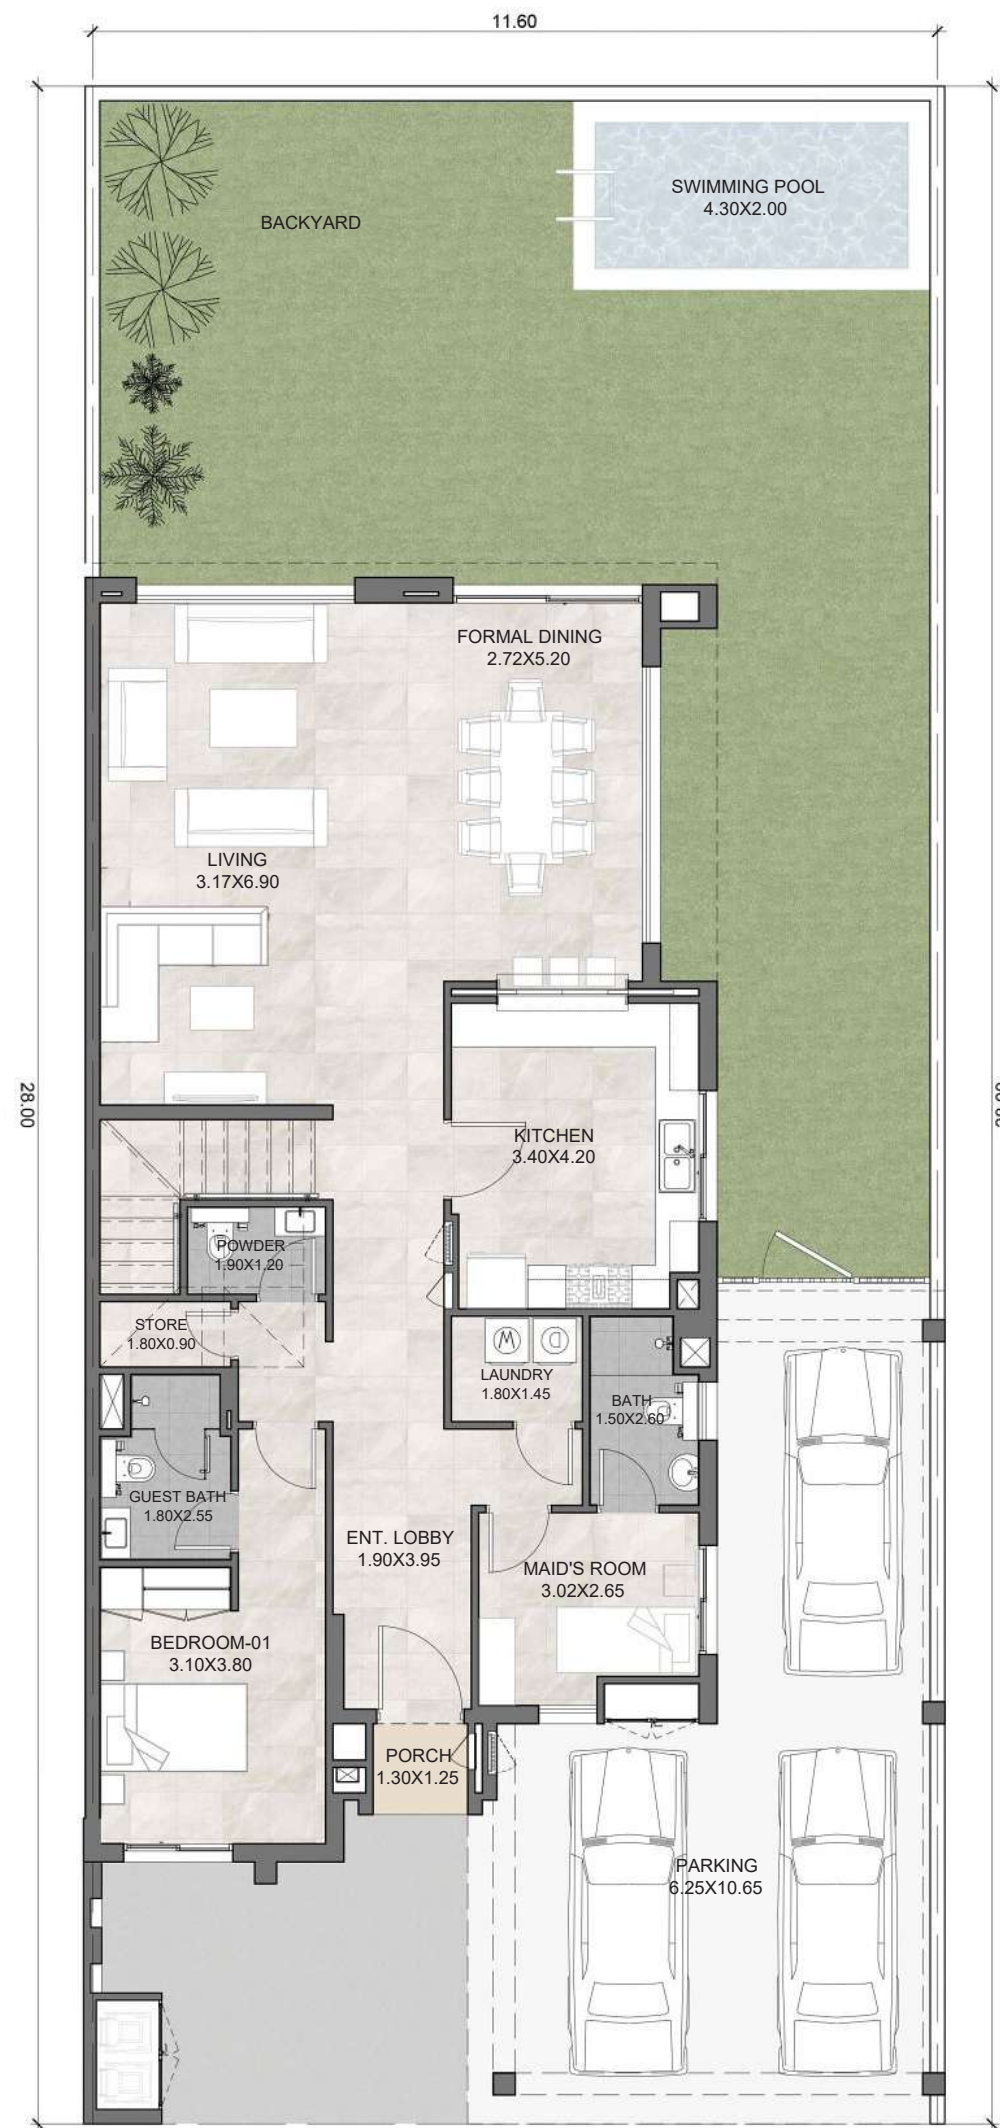 11.60
SWIMMING POOL
4.30X2.00
BACKYARD
FORMAL DINING
2.72X5.20
LIVING
3.17X6.90
28.00
KITCHEN
3.40X4.20
POWDER
1.90X1.20
STORE
1.80X0.90
W
D
LAUNDRY
1.80X1.45
BATH
1.50X2.60
GUEST BATH
1.80X2.55
ENT. LOBBY
1.90X3.95
MAID'S ROOM
3.02X2.65
BEDROOM-01
3.10X3.80
PORCH
1.30X1.25
PARKING
6.25X10.65